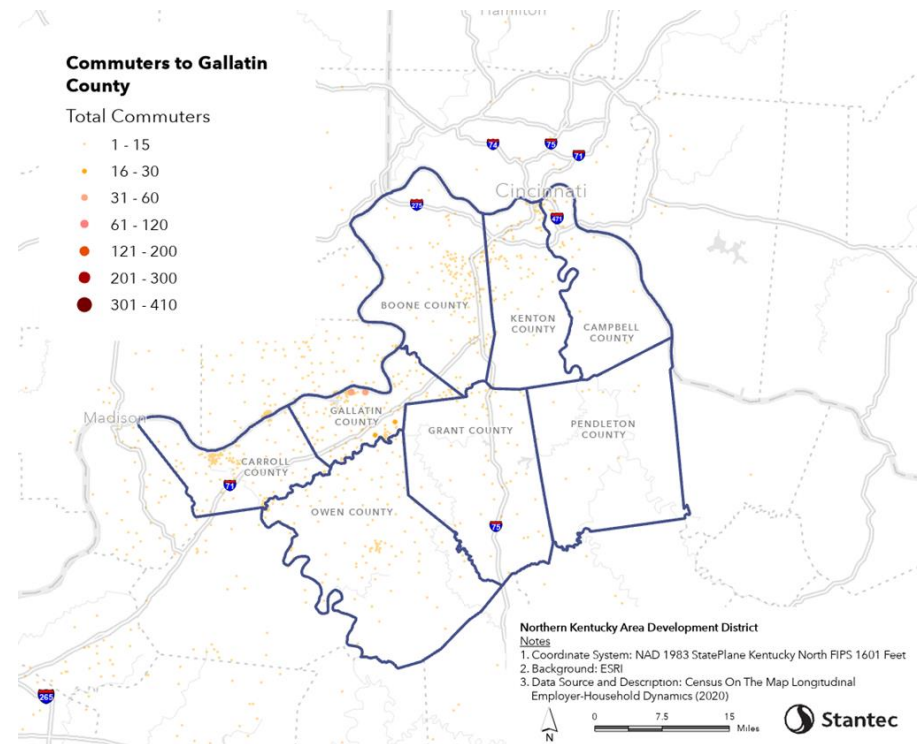 Hamilton
Commuters to Gallatin
County
Total Commuters
1 - 15
16 - 30
31 - 60
61 - 120
121 - 200
201 - 300
301 - 410
74
75
71
Cincinnati
275
471
BOONE COUNTY
KENTON
COUNTY
CAMPBELL
COUNTY
Madison
GALLATIN
COUNTY
GRANT COUNTY
PENDLETON
COUNTY
CARROLL
COUNTY
71
OWEN COUNTY
75
265
Northern Kentucky Area Development District
Notes
1. Coordinate System: NAD 1983 StatePlane Kentucky North FIPS 1601 Feet
2. Background: ESRI
3. Data Source and Description: Census On The Map Longitudinal
Employer-Household Dynamics (2020)
N
0 7.5 15
Miles
Stantec